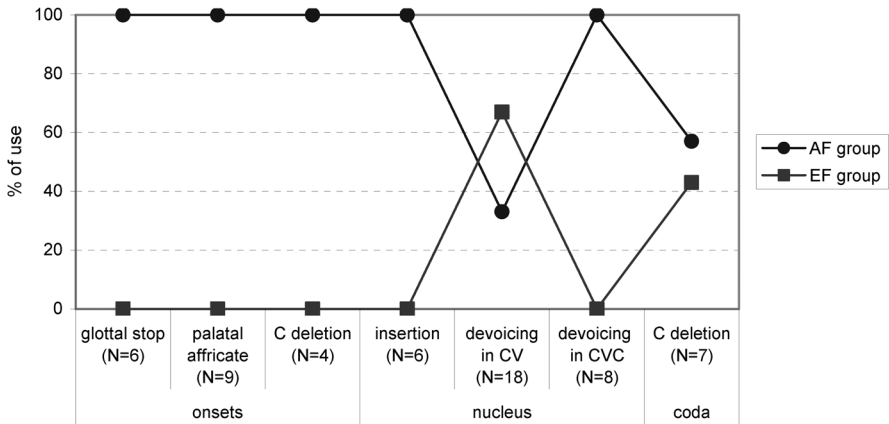 100
80
60
40
20
0
% of use
AF group
EF group
glottal stop
(N=6)
palatal
affricate
(N=9)
C deletion
(N=4)
insertion
(N=6)
devoicing
in CV
(N=18)
devoicing
in CVC
(N=8)
C deletion
(N=7)
onsets
nucleus
coda